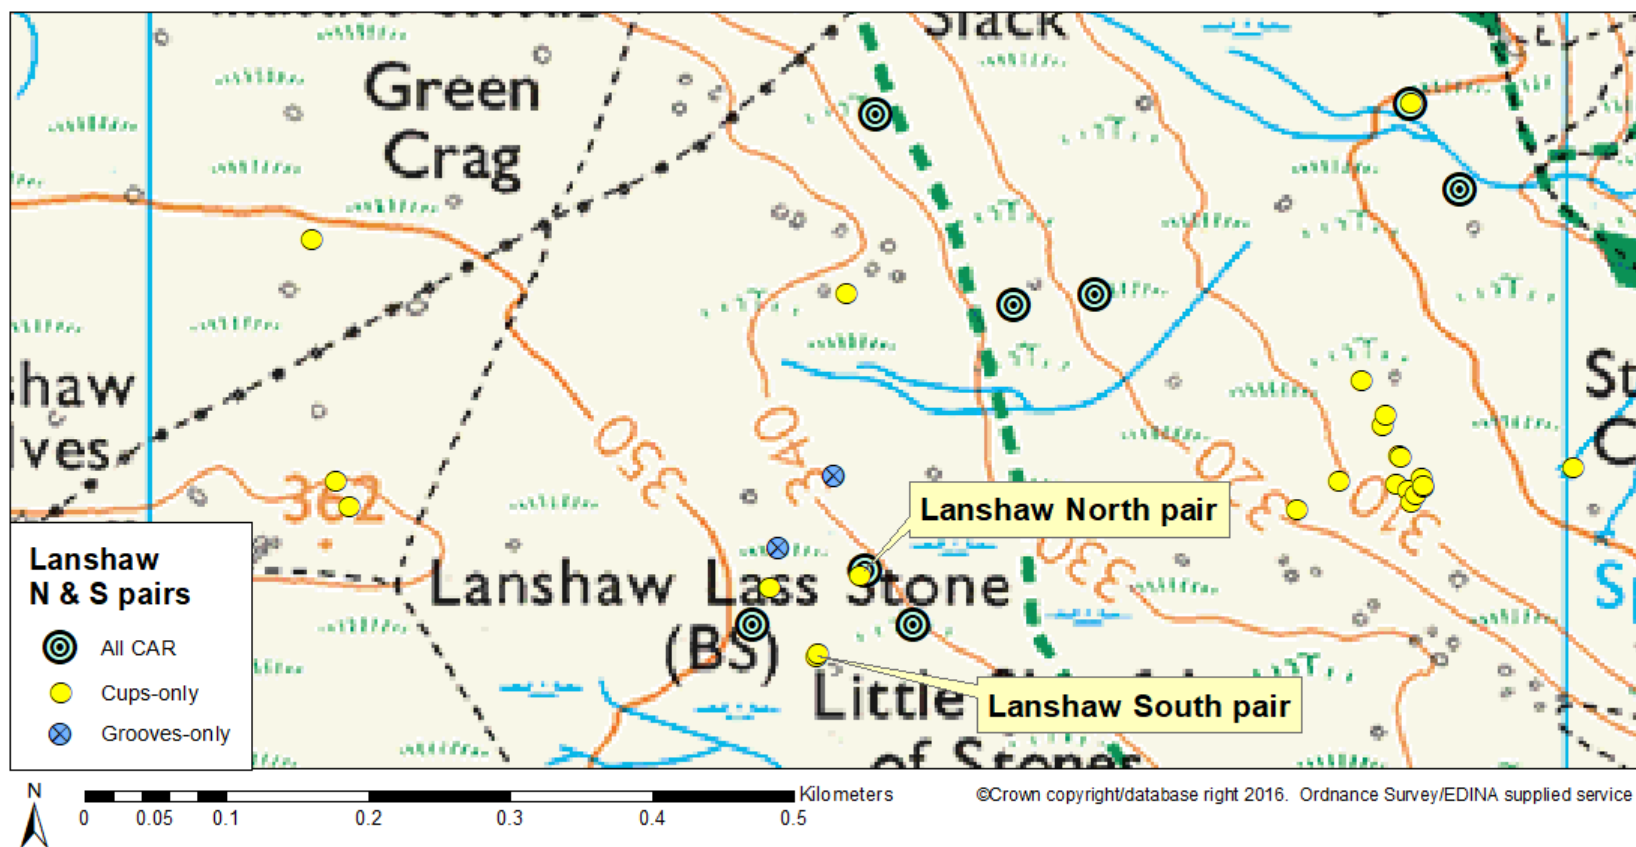 Slack
Green
Crag
shaw
lves
362
350
340
330
320
310
St
C
Sp
Lanshaw North pair
Lanshaw Lass Stone
(BS)
Lanshaw South pair
Little
of Stones
Lanshaw
N & S pairs
All CAR
Cups-only
Grooves-only
N
Kilometers
0 0.05 0.1 0.2 0.3 0.4 0.5
©Crown copyright/database right 2016. Ordnance Survey/EDINA supplied service